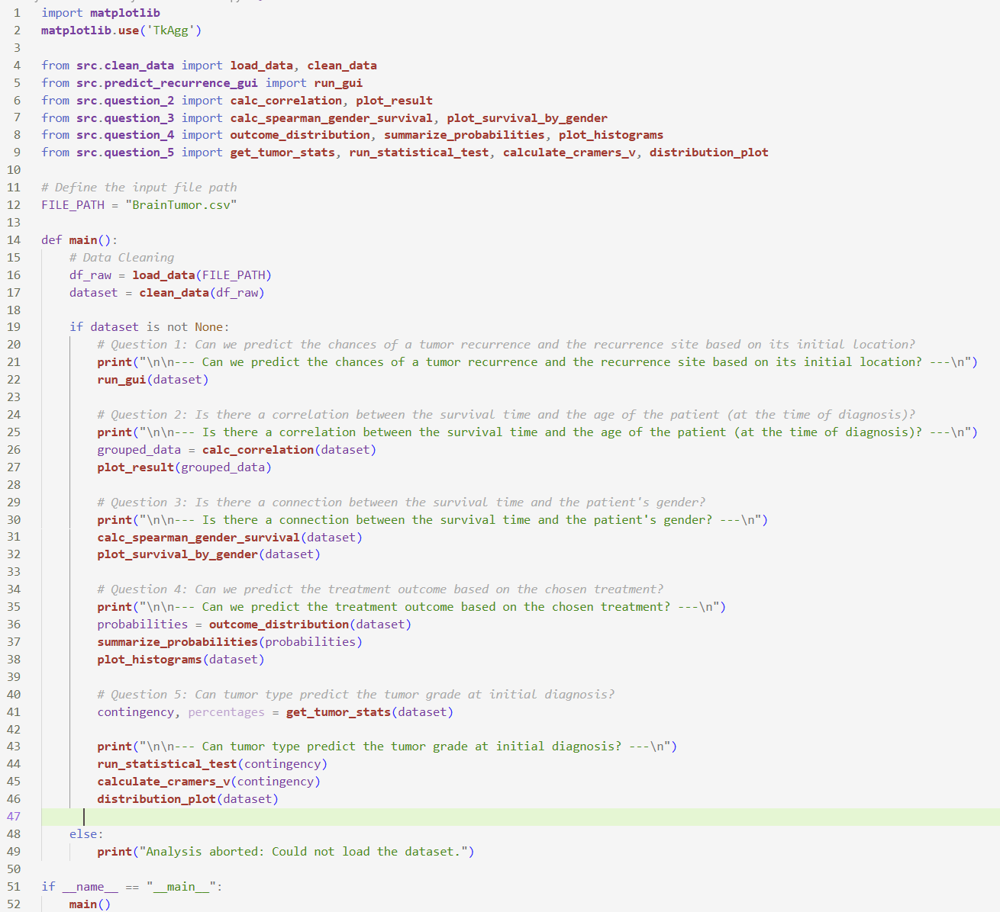 1 import matplotlib
2 matplotlib.use('TkAgg')
3
4 from src.clean_data import load_data, clean_data
5 from src.predict_recurrence_gui import run_gui
6 from src.question_2 import calc_correlation, plot_result
7 from src.question_3 import calc_spearman_gender_survival, plot_survival_by_gender
8 from src.question_4 import outcome_distribution, summarize_probabilities, plot_histograms
9 from src.question_5 import get_tumor_stats, run_statistical_test, calculate_cramers_v, distribution_plot
10
11 # Define the input file path
12 FILE_PATH = "BrainTumor.csv"
13
14 def main():
15     # Data Cleaning
16     df_raw = load_data(FILE_PATH)
17     dataset = clean_data(df_raw)
18
19     if dataset is not None:
20         # Question 1: Can we predict the chances of a tumor recurrence and the recurrence site based on its initial location?
21         print("\n\n--- Can we predict the chances of a tumor recurrence and the recurrence site based on its initial location? ---\n")
22         run_gui(dataset)
23
24         # Question 2: Is there a correlation between the survival time and the age of the patient (at the time of diagnosis)?
25         print("\n\n--- Is there a correlation between the survival time and the age of the patient (at the time of diagnosis)? ---\n")
26         grouped_data = calc_correlation(dataset)
27         plot_result(grouped_data)
28
29         # Question 3: Is there a connection between the survival time and the patient's gender?
30         print("\n\n--- Is there a connection between the survival time and the patient's gender? ---\n")
31         calc_spearman_gender_survival(dataset)
32         plot_survival_by_gender(dataset)
33
34         # Question 4: Can we predict the treatment outcome based on the chosen treatment?
35         print("\n\n--- Can we predict the treatment outcome based on the chosen treatment? ---\n")
36         probabilities = outcome_distribution(dataset)
37         summarize_probabilities(probabilities)
38         plot_histograms(dataset)
39
40         # Question 5: Can tumor type predict the tumor grade at initial diagnosis?
41         contingency, percentages = get_tumor_stats(dataset)
42
43         print("\n\n--- Can tumor type predict the tumor grade at initial diagnosis? ---\n")
44         run_statistical_test(contingency)
45         calculate_cramers_v(contingency)
46         distribution_plot(dataset)
47
48     else:
49         print("Analysis aborted: Could not load the dataset.")
50
51 if __name__ == "__main__":
52     main()